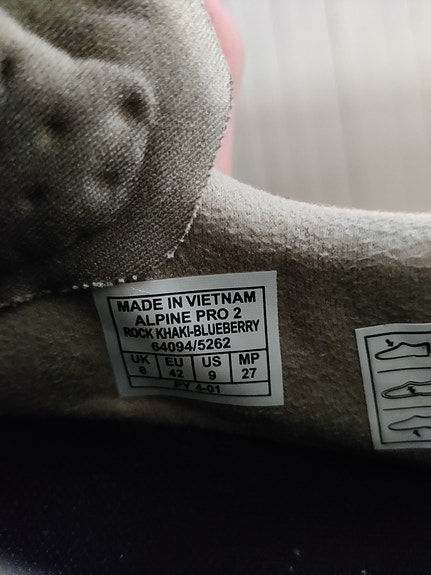 MADE IN VIETNAM
ALPINE PRO 2
ROCK KHAKI-BLUEBERRY
64094/5262
UK EU US MP
8 42 9 27
PY 4-01